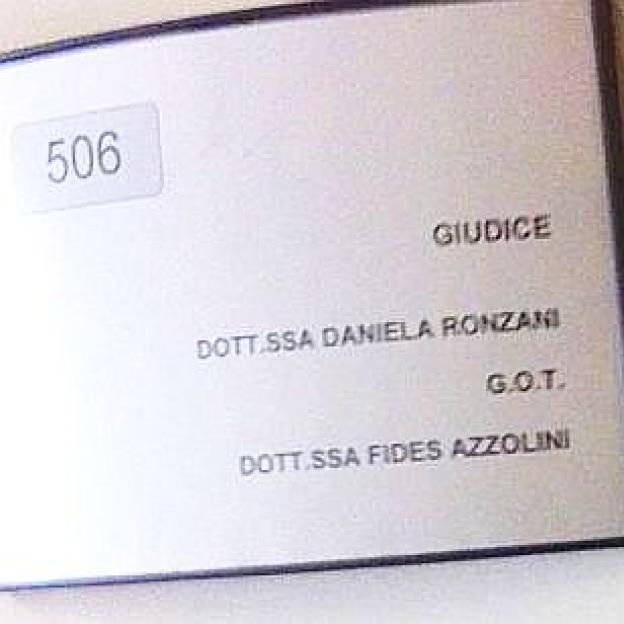 506
GIUDICE
DOTT.SSA DANIELA RONZANI
G.O.T.
DOTT.SSA FIDES AZZOLINI